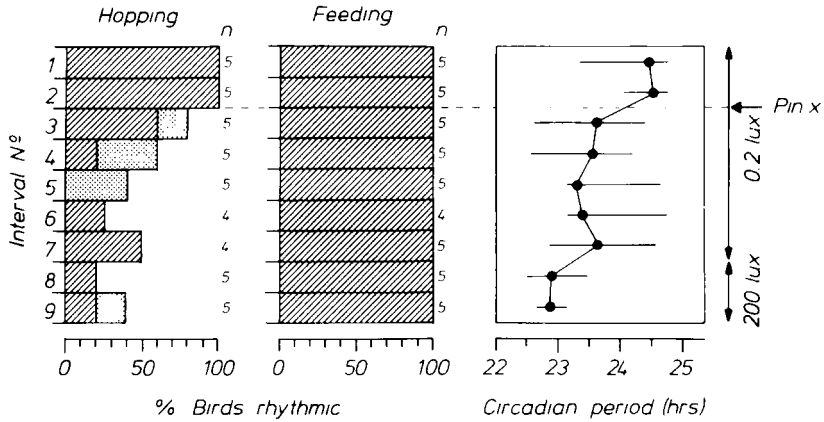 Hopping
n
Feeding
n
Interval Nº
1
5
5
2
5
5
Pin x
3
5
5
4
5
5
5
5
5
6
4
4
7
4
5
8
5
5
9
5
5
0.2 lux
200 lux
0 50 100
0 50 100
22 23 24 25
% Birds rhythmic
Circadian period (hrs)